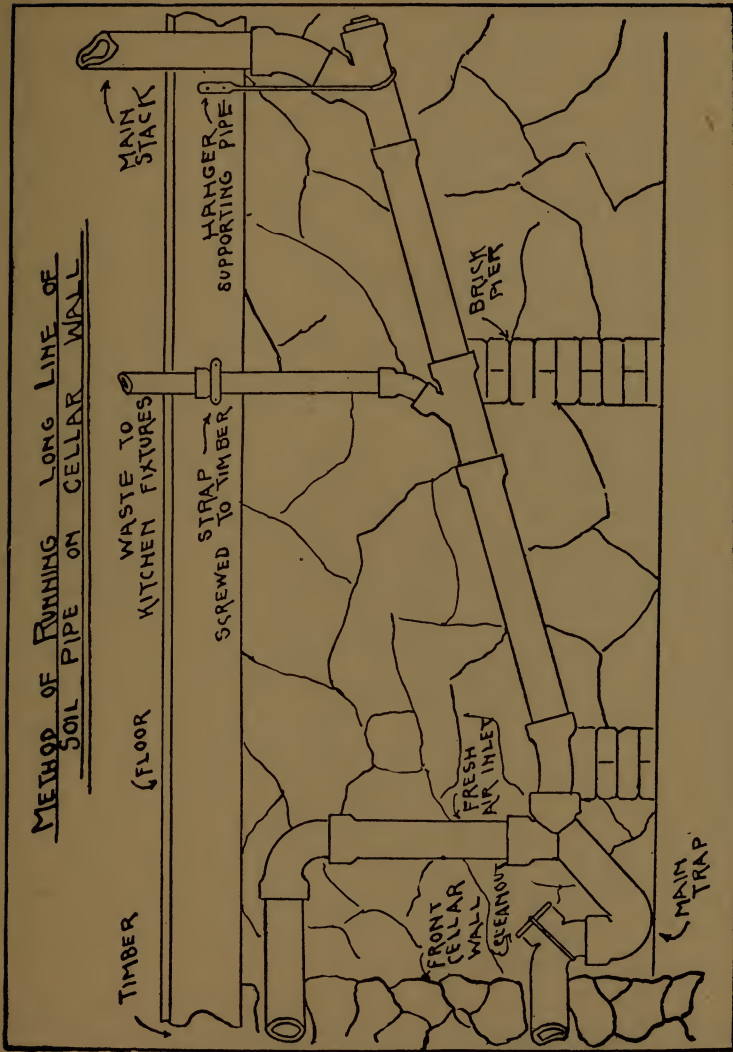 METHOD OF RUNNING LONG LINE OF
SOIL PIPE ON CELLAR WALL
TIMBER
FLOOR
WASTE TO
KITCHEN FIXTURES
MAIN
STACK
STRAP
SCREWED TO TIMBER
HANGER
SUPPORTING PIPE
FRONT
CELLAR
WALL
CLEANOUT
FRESH
AIR INLET
BRICK
PIER
MAIN
TRAP